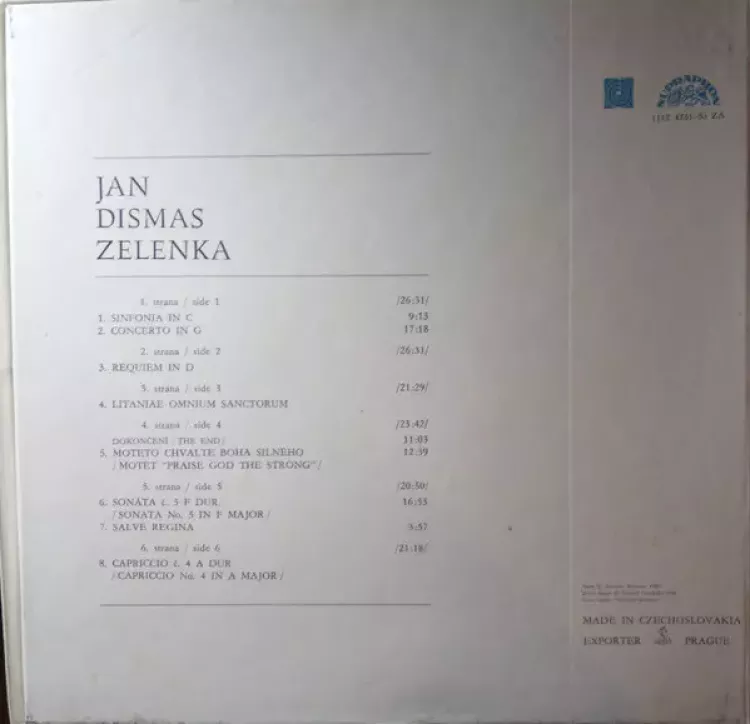 SUPRAPHON
JAN
DISMAS
ZELENKA
1. strana / side 1 /26:31/
1. SINFONIA IN C 9:13
2. CONCERTO IN G 17:18
2. strana / side 2 /26:33/
3. REQUIEM IN D
3. strana / side 3 /21:29/
4. LITANIAE OMNIUM SANCTORUM
4. strana / side 4 /23:42/
DOKONČENÍ /THE END/ 11:03
5. MOTETO CHVALTE BOHA SILNÉHO 12:39
/MOTET "PRAISE GOD THE STRONG"/
5. strana / side 5 /20:50/
6. SONÁTA č. 5 F DUR 16:53
/SONATA No. 5 IN F MAJOR/
7. SALVE REGINA 3:57
6. strana / side 6 /21:18/
8. CAPRICCIO č. 4 A DUR
/CAPRICCIO No. 4 IN A MAJOR/
MADE IN CZECHOSLOVAKIA
EXPORTER PRAGUE